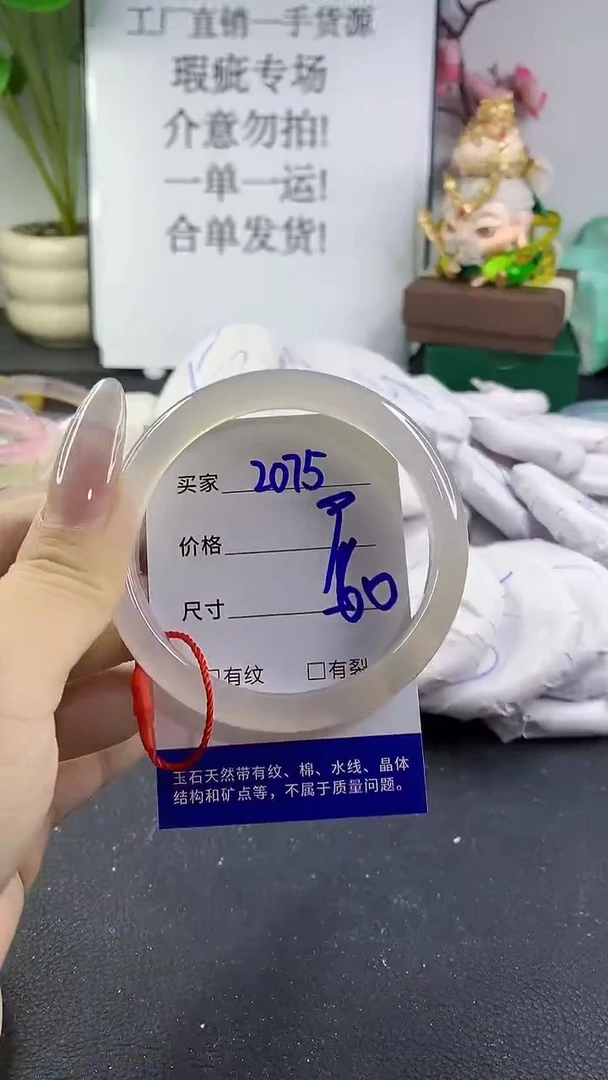 工厂直销一手货源
瑕疵专场
介意勿拍!
一单一运!
合单发货!
买家 2075
价格
尺寸 60
□有纹 □有裂
玉石天然带有纹、棉、水线、晶体
结构和矿点等，不属于质量问题。